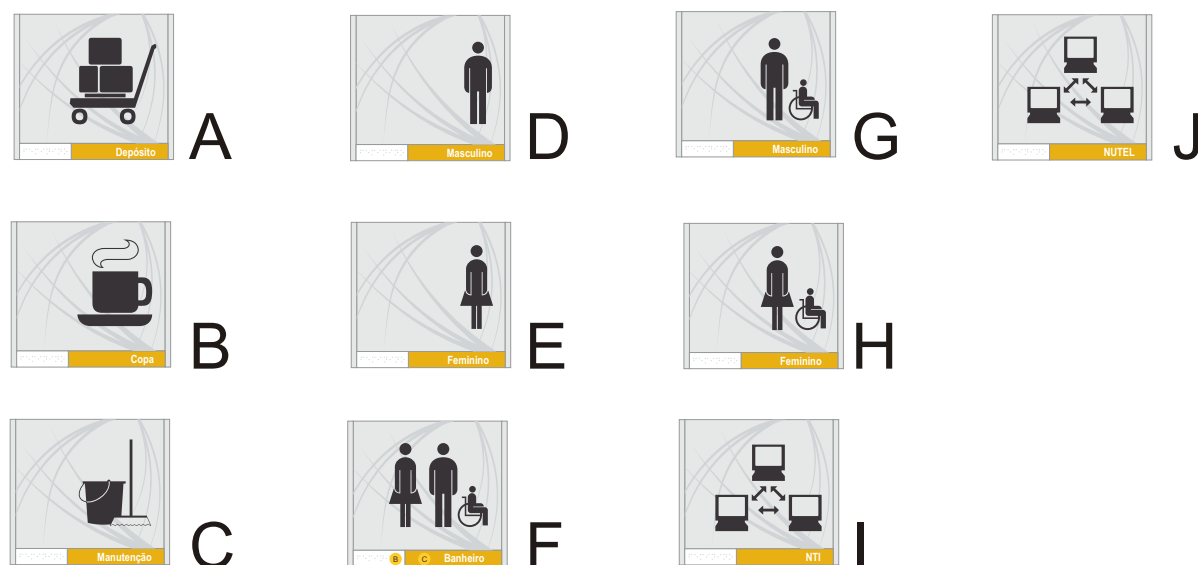 Depósito
A
Masculino
D
Masculino
G
NUTEL
J
Copa
B
Feminino
E
Feminino
H
Manutenção
C
B C Banheiro
F
NTI
I